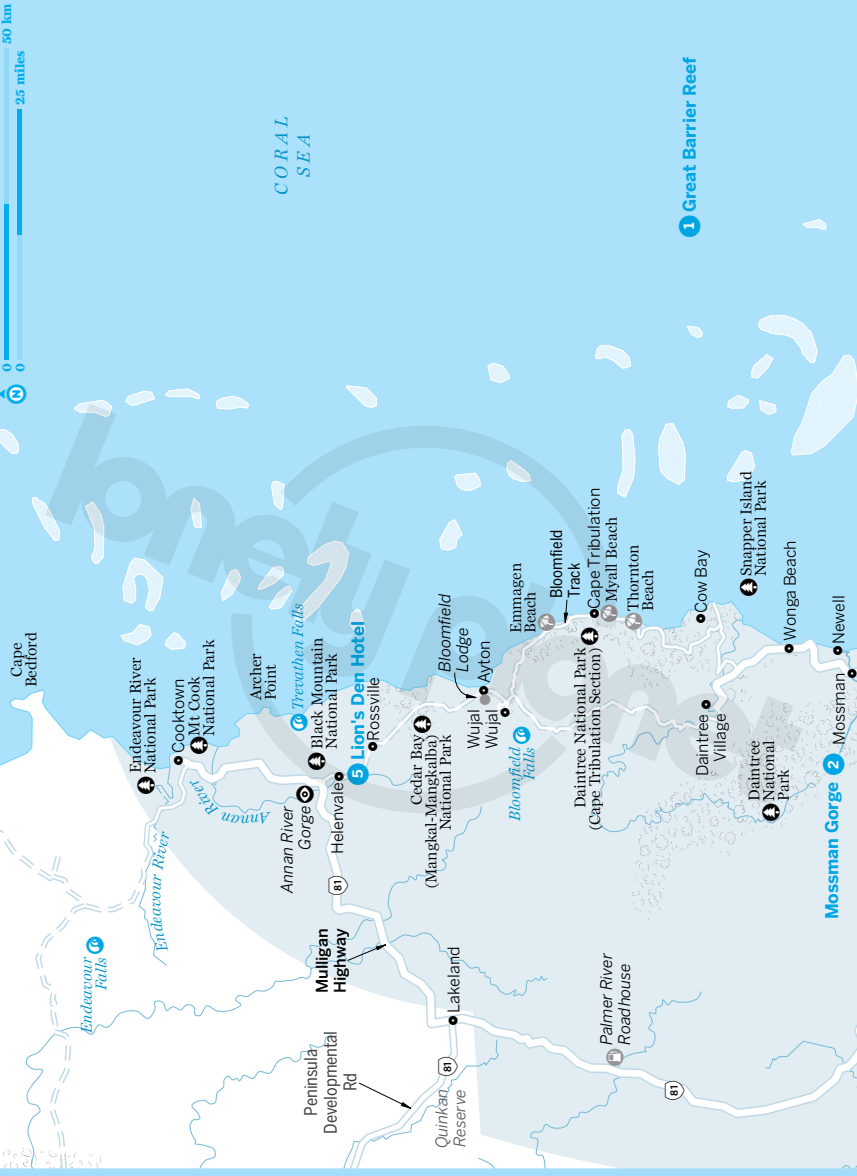 0
50 km
0
25 miles
N
CORAL
SEA
1 Great Barrier Reef
Cape
Bedford
Endeavour River
National Park
Cooktown
Mt Cook
National Park
Archer
Point
Trevathen Falls
Black Mountain
National Park
5 Lion's Den Hotel
Rossville
Annan River
Annan River
Gorge
Helenvale
Endeavour River
Endeavour
Falls
81
Mulligan
Highway
Cedar Bay
(Mangkal-Mangkalba)
National Park
Bloomfield
Lodge
Ayton
Wujal
Wujal
Bloomfield
Falls
Emmagen
Beach
Bloomfield
Track
Cape Tribulation
Myall Beach
Thornton
Beach
Daintree National Park
(Cape Tribulation Section)
Cow Bay
Snapper Island
National Park
Daintree
Village
Wonga Beach
Daintree
National
Park
Newell
Mossman
Mossman Gorge 2
Lakeland
Peninsula
Developmental
Rd
81
Quinkan
Reserve
Palmer River
Roadhouse
81
lonely planet